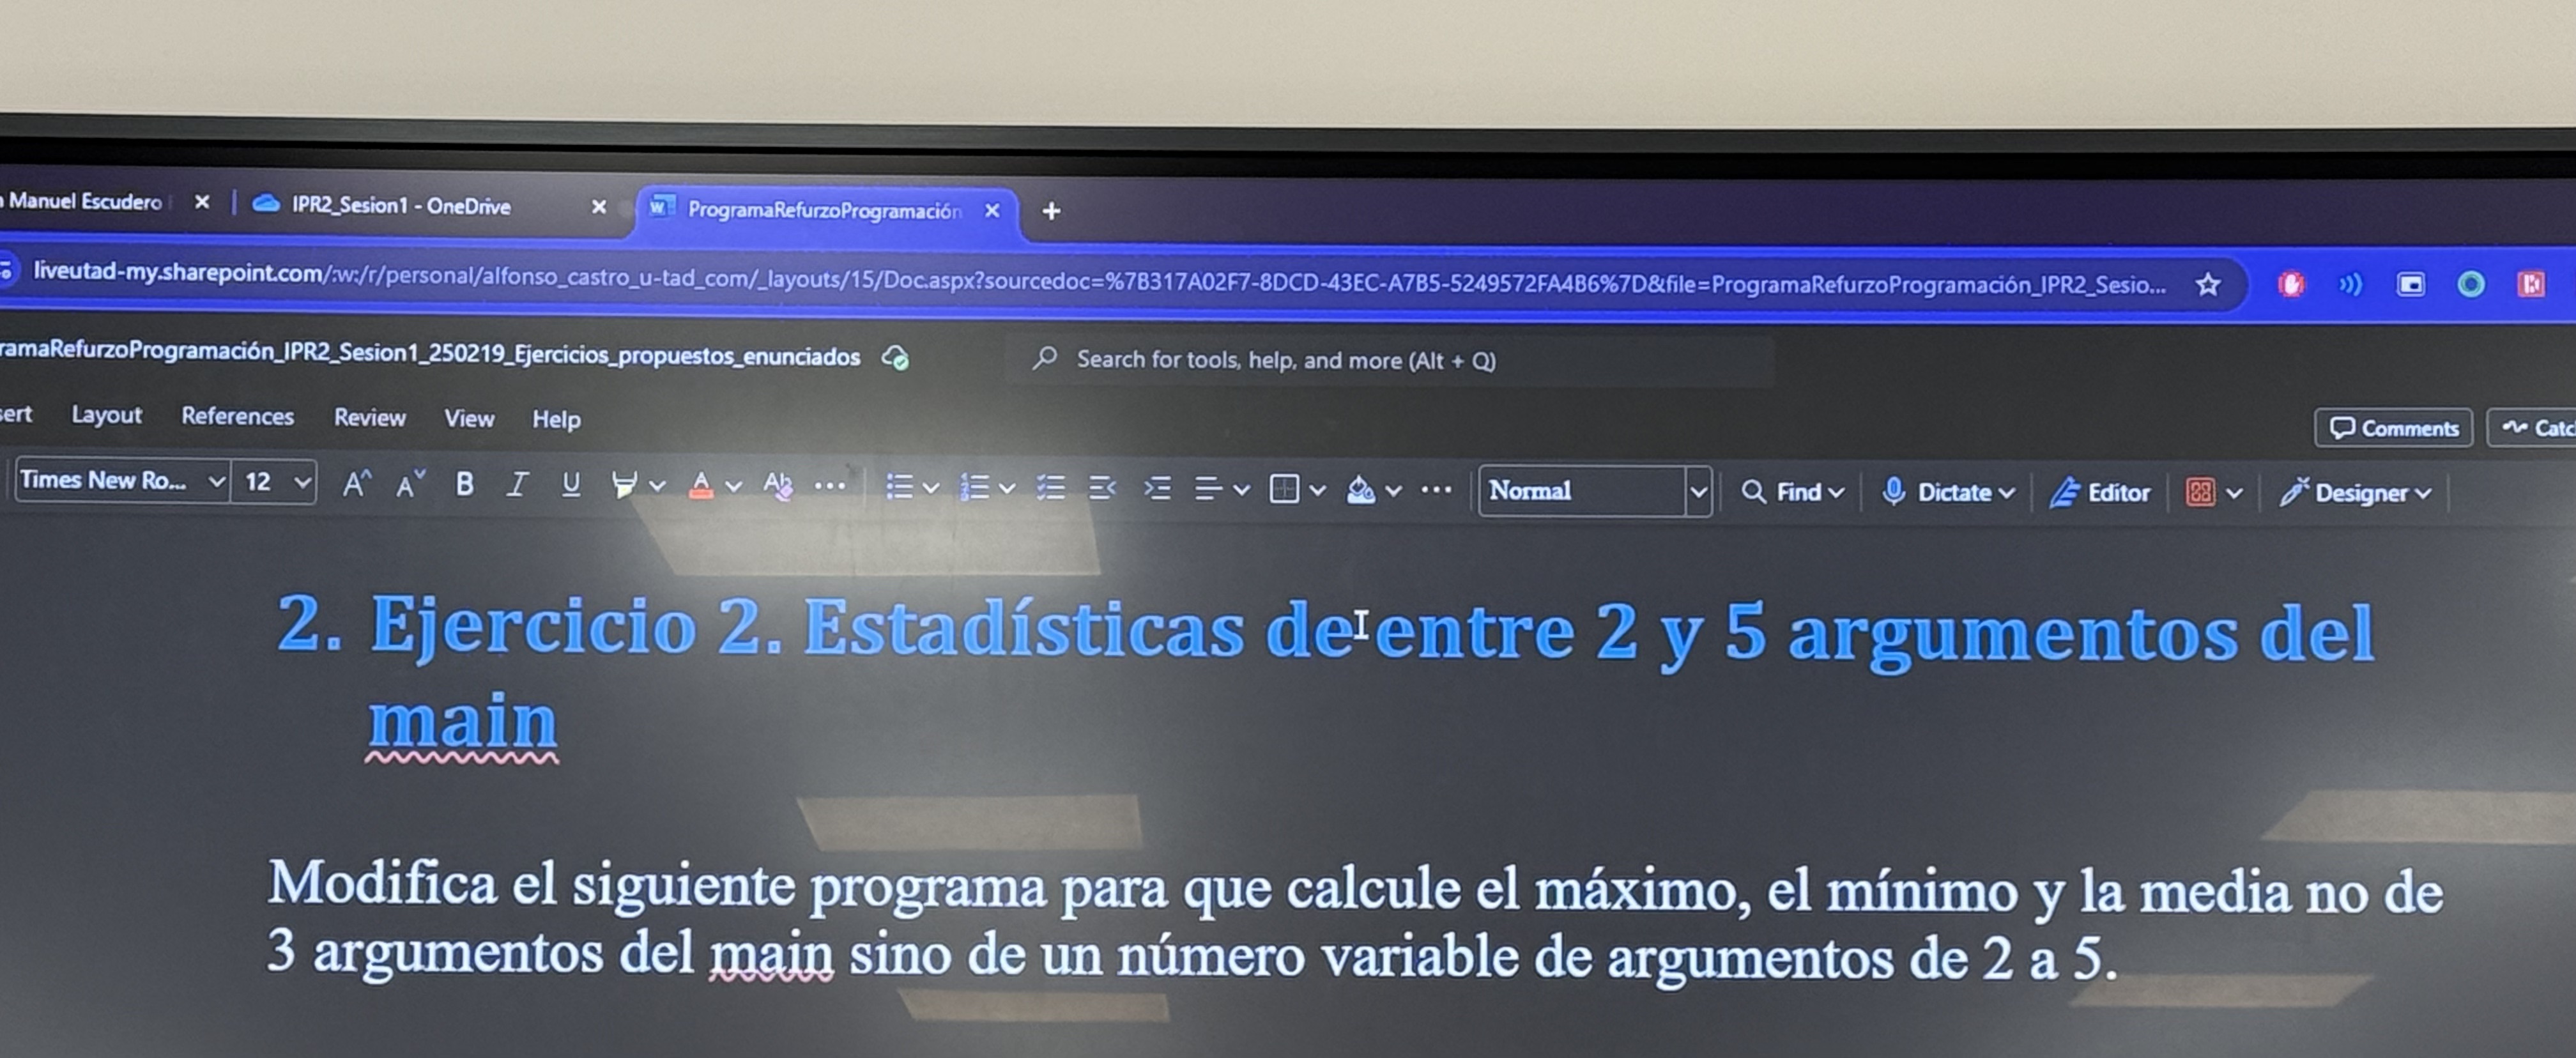 Manuel Escudero
IPR2_Sesion1 - OneDrive
ProgramaRefurzoProgramación
liveutad-my.sharepoint.com/:w:/r/personal/alfonso_castro_u-tad_com/_layouts/15/Doc.aspx?sourcedoc=%7B317A02F7-8DCD-43EC-A7B5-5249572FA4B6%7D&file=ProgramaRefurzoProgramación_IPR2_Sesio...
ramaRefurzoProgramación_IPR2_Sesion1_250219_Ejercicios_propuestos_enunciados
Search for tools, help, and more (Alt + Q)
sert Layout References Review View Help
Comments Catc
Times New Ro... 12 A^ A˅ B I U A Ab ... ... Normal Find Dictate Editor Designer
2. Ejercicio 2. Estadísticas de entre 2 y 5 argumentos del
main
Modifica el siguiente programa para que calcule el máximo, el mínimo y la media no de
3 argumentos del main sino de un número variable de argumentos de 2 a 5.